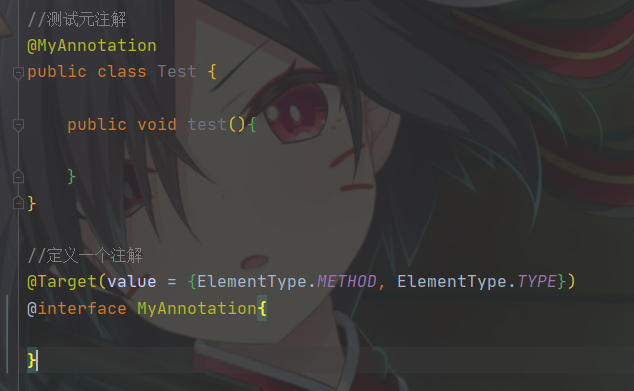 //测试元注解
@MyAnnotation
public class Test {
public void test(){
}
}
//定义一个注解
@Target(value = {ElementType.METHOD, ElementType.TYPE})
@interface MyAnnotation{
}